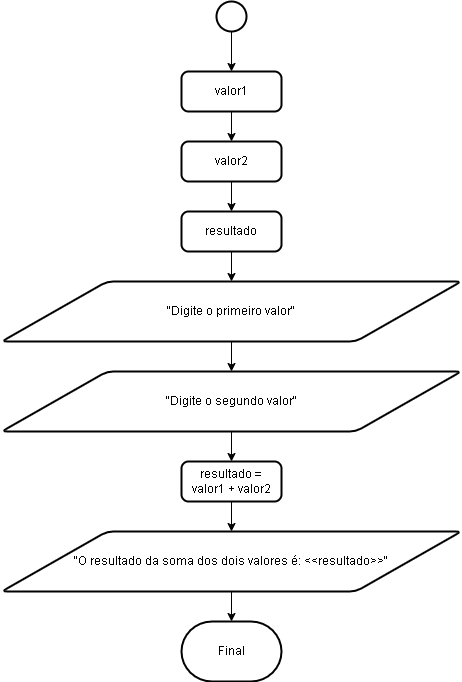 valor1
valor2
resultado
"Digite o primeiro valor"
"Digite o segundo valor"
resultado =
valor1 + valor2
"O resultado da soma dos dois valores é: <<resultado>>"
Final